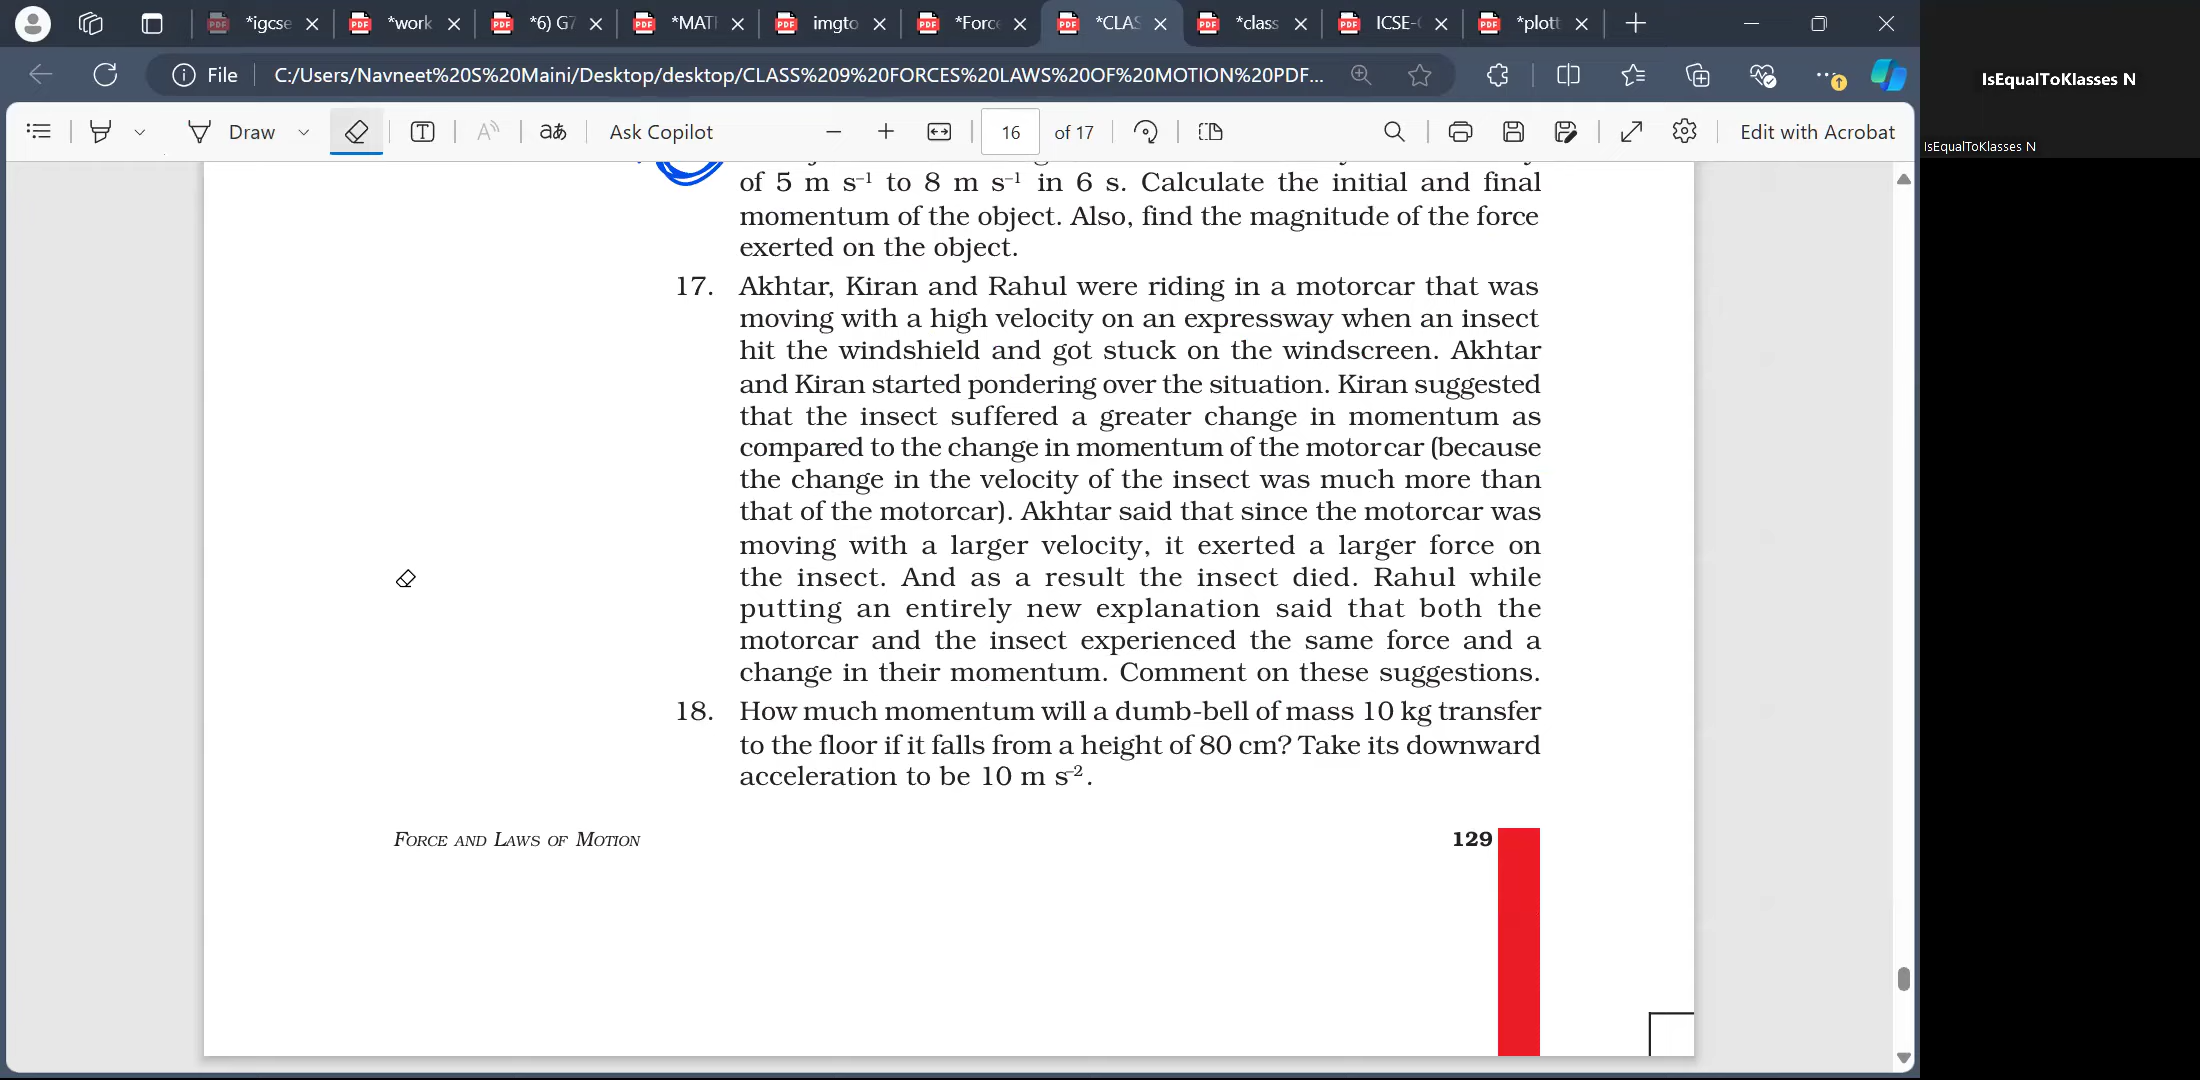 *igcse
*work
*6) G7
*MATI
imgto
*Force
*CLAS
*class
ICSE-
*plott
File
C:/Users/Navneet%20S%20Maini/Desktop/desktop/CLASS%209%20FORCES%20LAWS%20OF%20MOTION%20PDF...
IsEqualToKlasses N
Draw
T
A
aあ
Ask Copilot
16
of 17
Edit with Acrobat
IsEqualToKlasses N
of 5 m s⁻¹ to 8 m s⁻¹ in 6 s. Calculate the initial and final
momentum of the object. Also, find the magnitude of the force
exerted on the object.
17. Akhtar, Kiran and Rahul were riding in a motorcar that was
moving with a high velocity on an expressway when an insect
hit the windshield and got stuck on the windscreen. Akhtar
and Kiran started pondering over the situation. Kiran suggested
that the insect suffered a greater change in momentum as
compared to the change in momentum of the motorcar (because
the change in the velocity of the insect was much more than
that of the motorcar). Akhtar said that since the motorcar was
moving with a larger velocity, it exerted a larger force on
the insect. And as a result the insect died. Rahul while
putting an entirely new explanation said that both the
motorcar and the insect experienced the same force and a
change in their momentum. Comment on these suggestions.
18. How much momentum will a dumb-bell of mass 10 kg transfer
to the floor if it falls from a height of 80 cm? Take its downward
acceleration to be 10 m s⁻².
FORCE AND LAWS OF MOTION
129